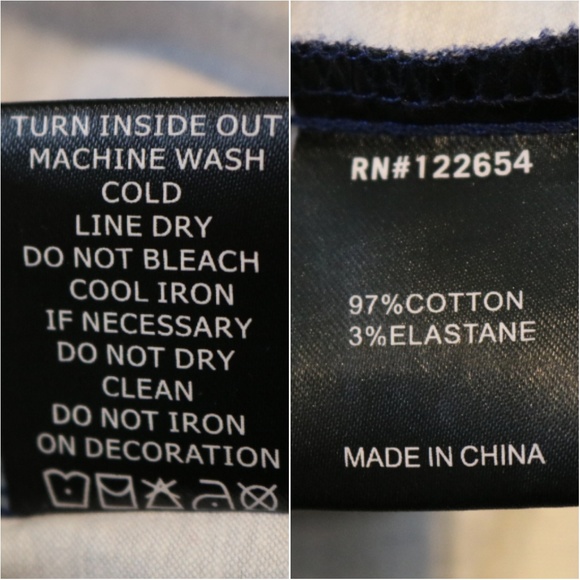 TURN INSIDE OUT
MACHINE WASH
COLD
LINE DRY
DO NOT BLEACH
COOL IRON
IF NECESSARY
DO NOT DRY
CLEAN
DO NOT IRON
ON DECORATION
RN#122654
97%COTTON
3%ELASTANE
MADE IN CHINA